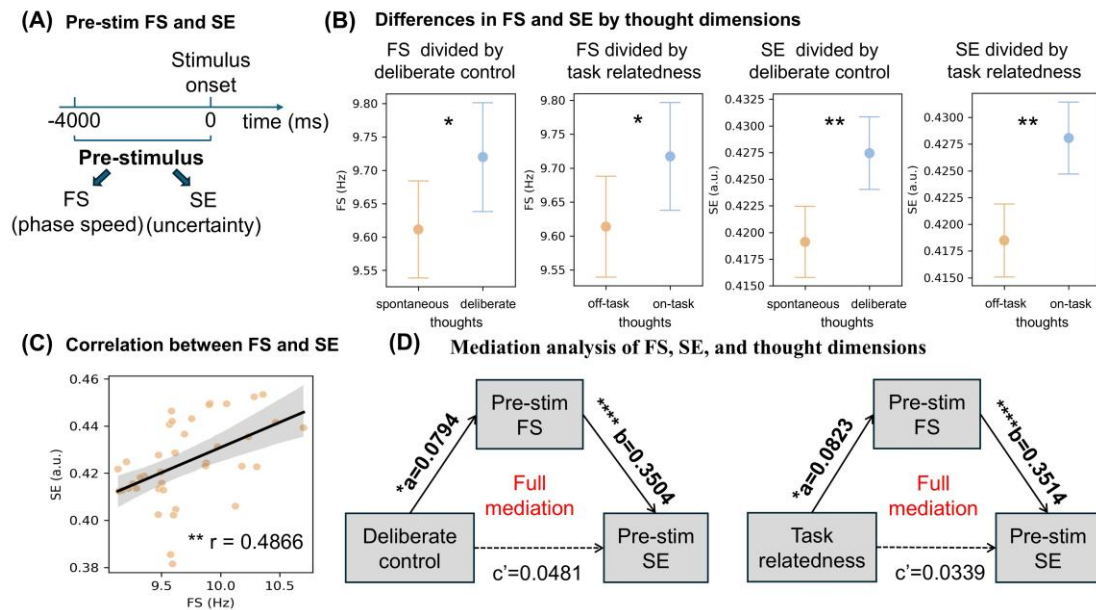 (A) Pre-stim FS and SE
Stimulus
onset
-4000 0 time (ms)
Pre-stimulus
FS SE
(phase speed) (uncertainty)
(B) Differences in FS and SE by thought dimensions
FS divided by
deliberate control
FS (Hz)
9.80
9.75
9.70
9.65
9.60
9.55
*
spontaneous deliberate
thoughts
FS divided by
task relatedness
FS (Hz)
9.80
9.75
9.70
9.65
9.60
9.55
*
off-task on-task
thoughts
SE divided by
deliberate control
SE (a.u.)
0.4325
0.4300
0.4275
0.4250
0.4225
0.4200
0.4175
0.4150
**
spontaneous deliberate
thoughts
SE divided by
task relatedness
SE (a.u.)
0.4325
0.4300
0.4275
0.4250
0.4225
0.4200
0.4175
0.4150
**
off-task on-task
thoughts
(C) Correlation between FS and SE
SE (a.u.)
0.46
0.44
0.42
0.40
0.38
** r = 0.4866
9.5 10.0 10.5
FS (Hz)
(D) Mediation analysis of FS, SE, and thought dimensions
Pre-stim
FS
*a=0.0794
****b=0.3504
Full
mediation
Deliberate
control
Pre-stim
SE
c'=0.0481
Pre-stim
FS
*a=0.0823
****b=0.3514
Full
mediation
Task
relatedness
Pre-stim
SE
c'=0.0339